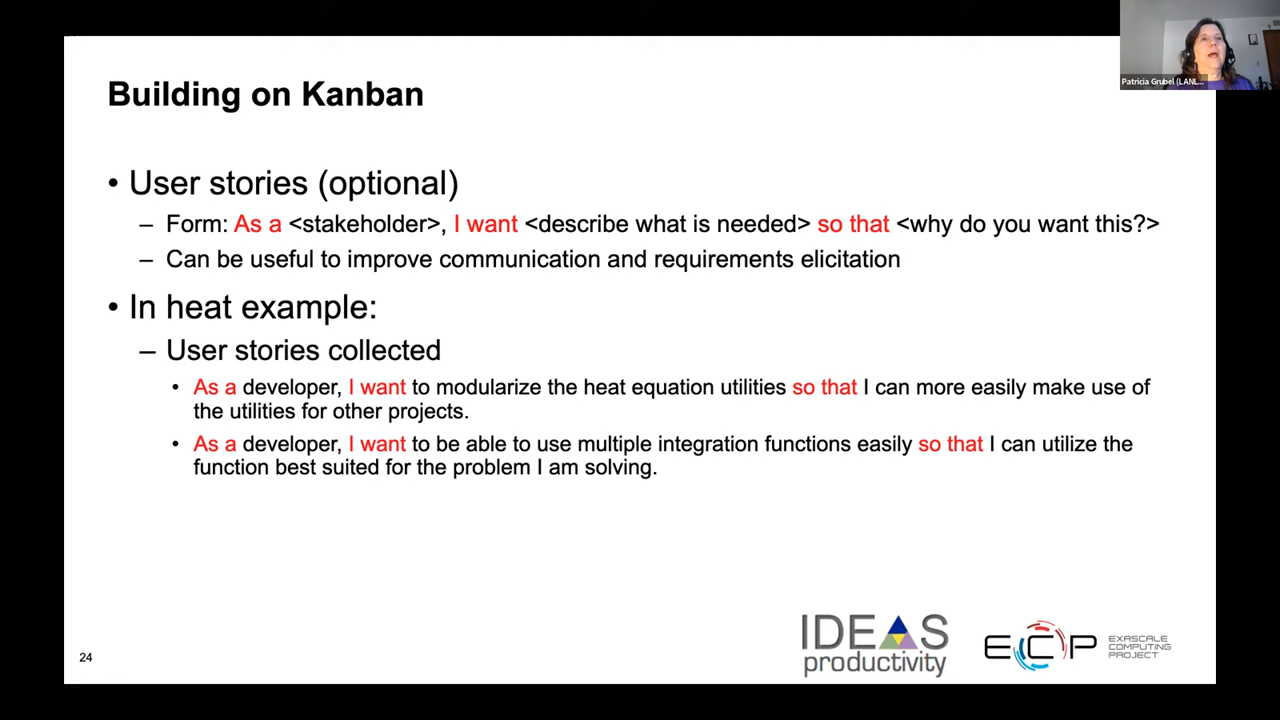 Patricia Grubel (LANL...
Building on Kanban
• User stories (optional)
– Form: As a <stakeholder>, I want <describe what is needed> so that <why do you want this?>
– Can be useful to improve communication and requirements elicitation
• In heat example:
– User stories collected
• As a developer, I want to modularize the heat equation utilities so that I can more easily make use of
the utilities for other projects.
• As a developer, I want to be able to use multiple integration functions easily so that I can utilize the
function best suited for the problem I am solving.
24
IDEAS
productivity
ECP
EXASCALE
COMPUTING
PROJECT